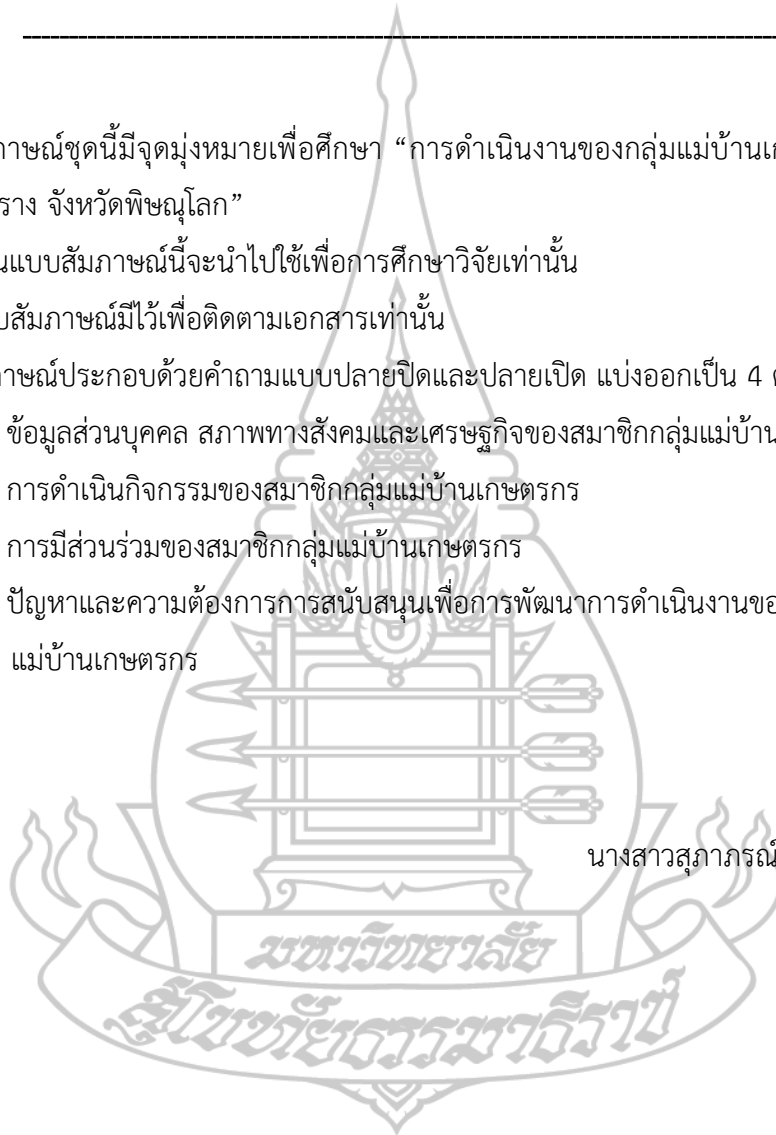 าษณ์ชุดนี้มีจุดมุ่งหมายเพื่อศึกษา “การดำเนินงานของกลุ่มแม่บ้านเก
ราง จังหวัดพิษณุโลก”
นแบบสัมภาษณ์นี้จะนำไปใช้เพื่อการศึกษาวิจัยเท่านั้น
บสัมภาษณ์มีไว้เพื่อติดตามเอกสารเท่านั้น
าษณ์ประกอบด้วยคำถามแบบปลายปิดและปลายเปิด แบ่งออกเป็น 4 ต
ข้อมูลส่วนบุคคล สภาพทางสังคมและเศรษฐกิจของสมาชิกกลุ่มแม่บ้าน
การดำเนินกิจกรรมของสมาชิกกลุ่มแม่บ้านเกษตรกร
การมีส่วนร่วมของสมาชิกกลุ่มแม่บ้านเกษตรกร
ปัญหาและความต้องการการสนับสนุนเพื่อการพัฒนาการดำเนินงานขอ
แม่บ้านเกษตรกร
นางสาวสุภาภรณ์
มหาวิทยาลัย
สุโขทัยธรรมาธิราช